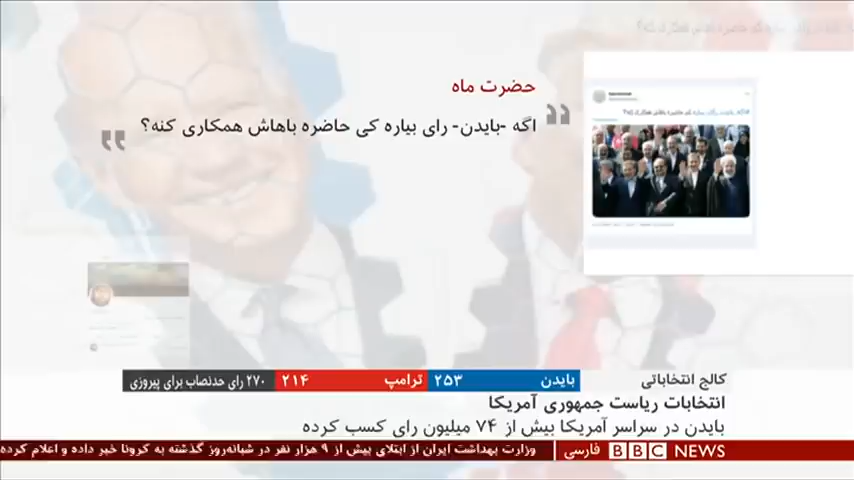 حضرت ماه
اگه -بایدن- رای بیاره کی حاضره باهاش همکاری کنه؟
کالج انتخاباتی
بایدن ۲۵۳ ترامپ ۲۱۴ ۲۷۰ رای حدنصاب برای پیروزی
انتخابات ریاست جمهوری آمریکا
بایدن در سراسر آمریکا بیش از ۷۴ میلیون رای کسب کرده
BBC NEWS فارسی وزارت بهداشت ایران از ابتلای بیش از ۹ هزار نفر در شبانه‌روز گذشته به کرونا خبر داده و اعلام کرده